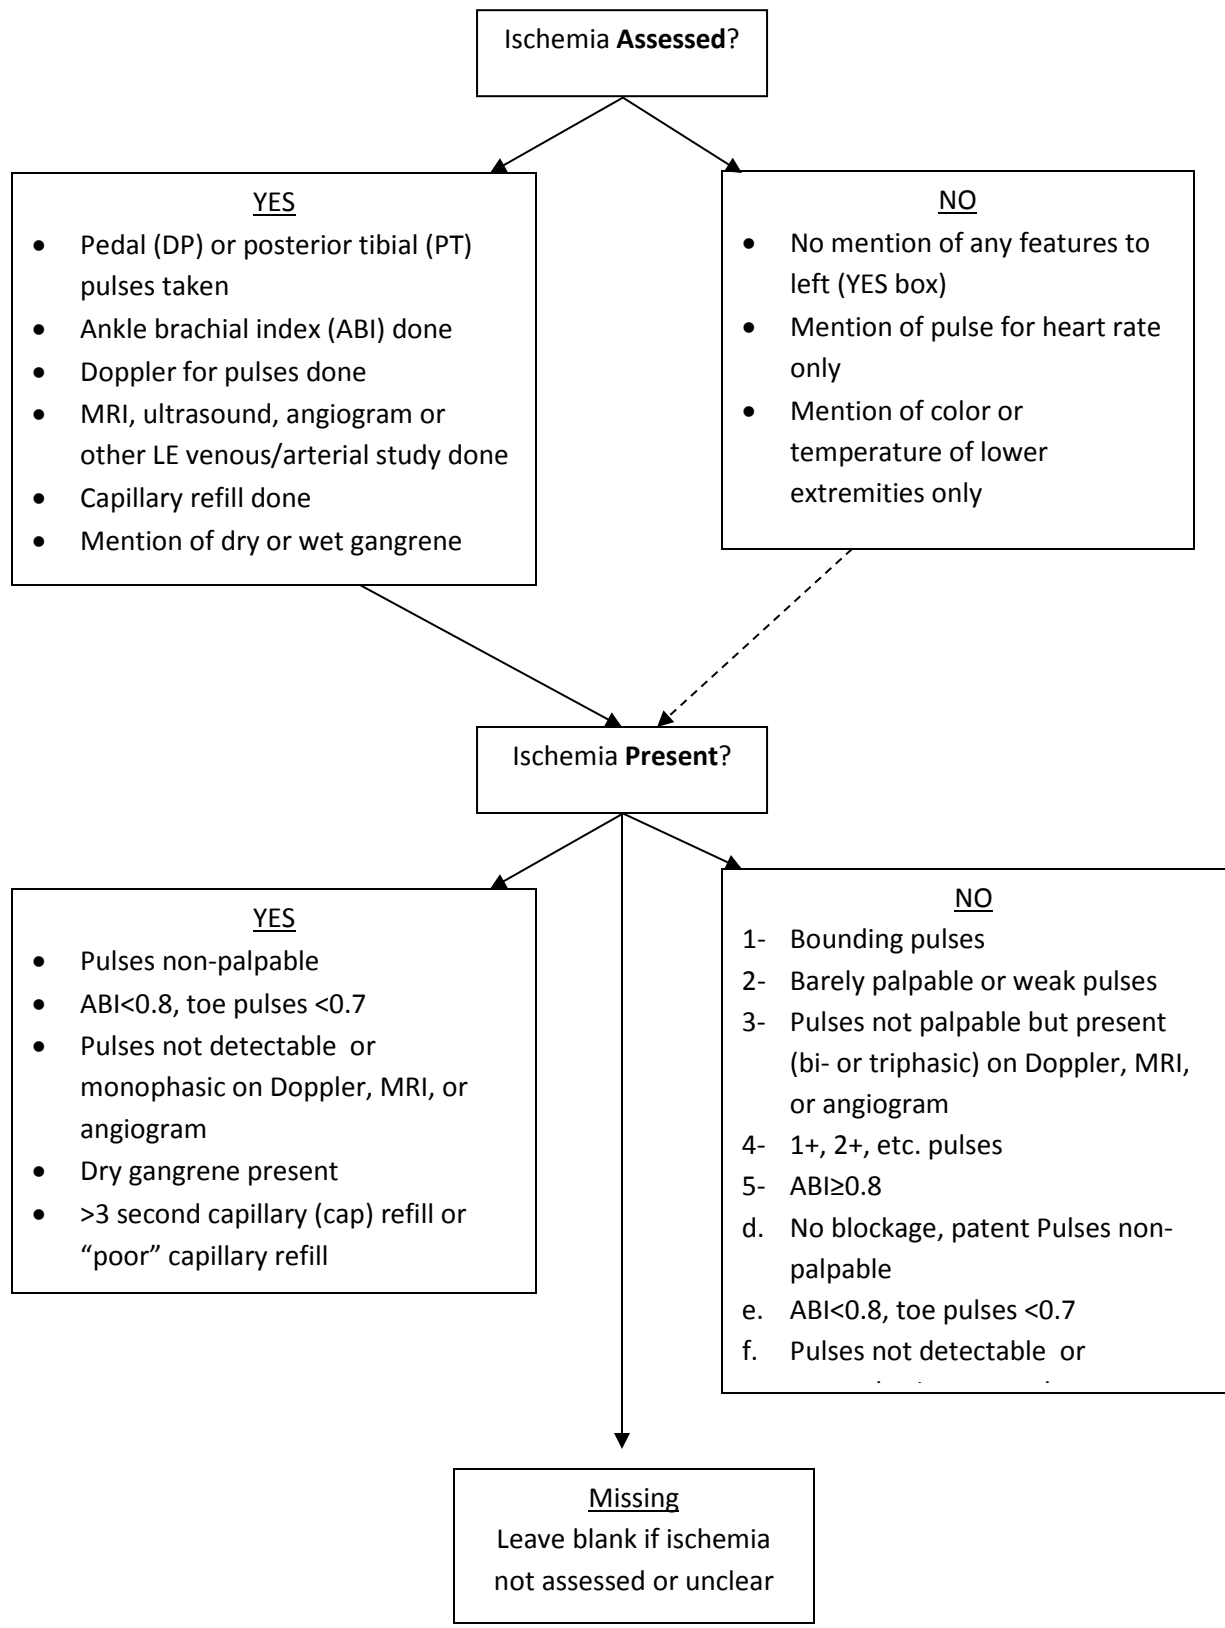 Ischemia Assessed?
YES
• Pedal (DP) or posterior tibial (PT)
pulses taken
• Ankle brachial index (ABI) done
• Doppler for pulses done
• MRI, ultrasound, angiogram or
other LE venous/arterial study done
• Capillary refill done
• Mention of dry or wet gangrene
NO
• No mention of any features to
left (YES box)
• Mention of pulse for heart rate
only
• Mention of color or
temperature of lower
extremities only
Ischemia Present?
YES
• Pulses non-palpable
• ABI<0.8, toe pulses <0.7
• Pulses not detectable or
monophasic on Doppler, MRI, or
angiogram
• Dry gangrene present
• >3 second capillary (cap) refill or
“poor” capillary refill
NO
1- Bounding pulses
2- Barely palpable or weak pulses
3- Pulses not palpable but present
(bi- or triphasic) on Doppler, MRI,
or angiogram
4- 1+, 2+, etc. pulses
5- ABI≥0.8
d. No blockage, patent Pulses non-
palpable
e. ABI<0.8, toe pulses <0.7
f. Pulses not detectable or
Missing
Leave blank if ischemia
not assessed or unclear